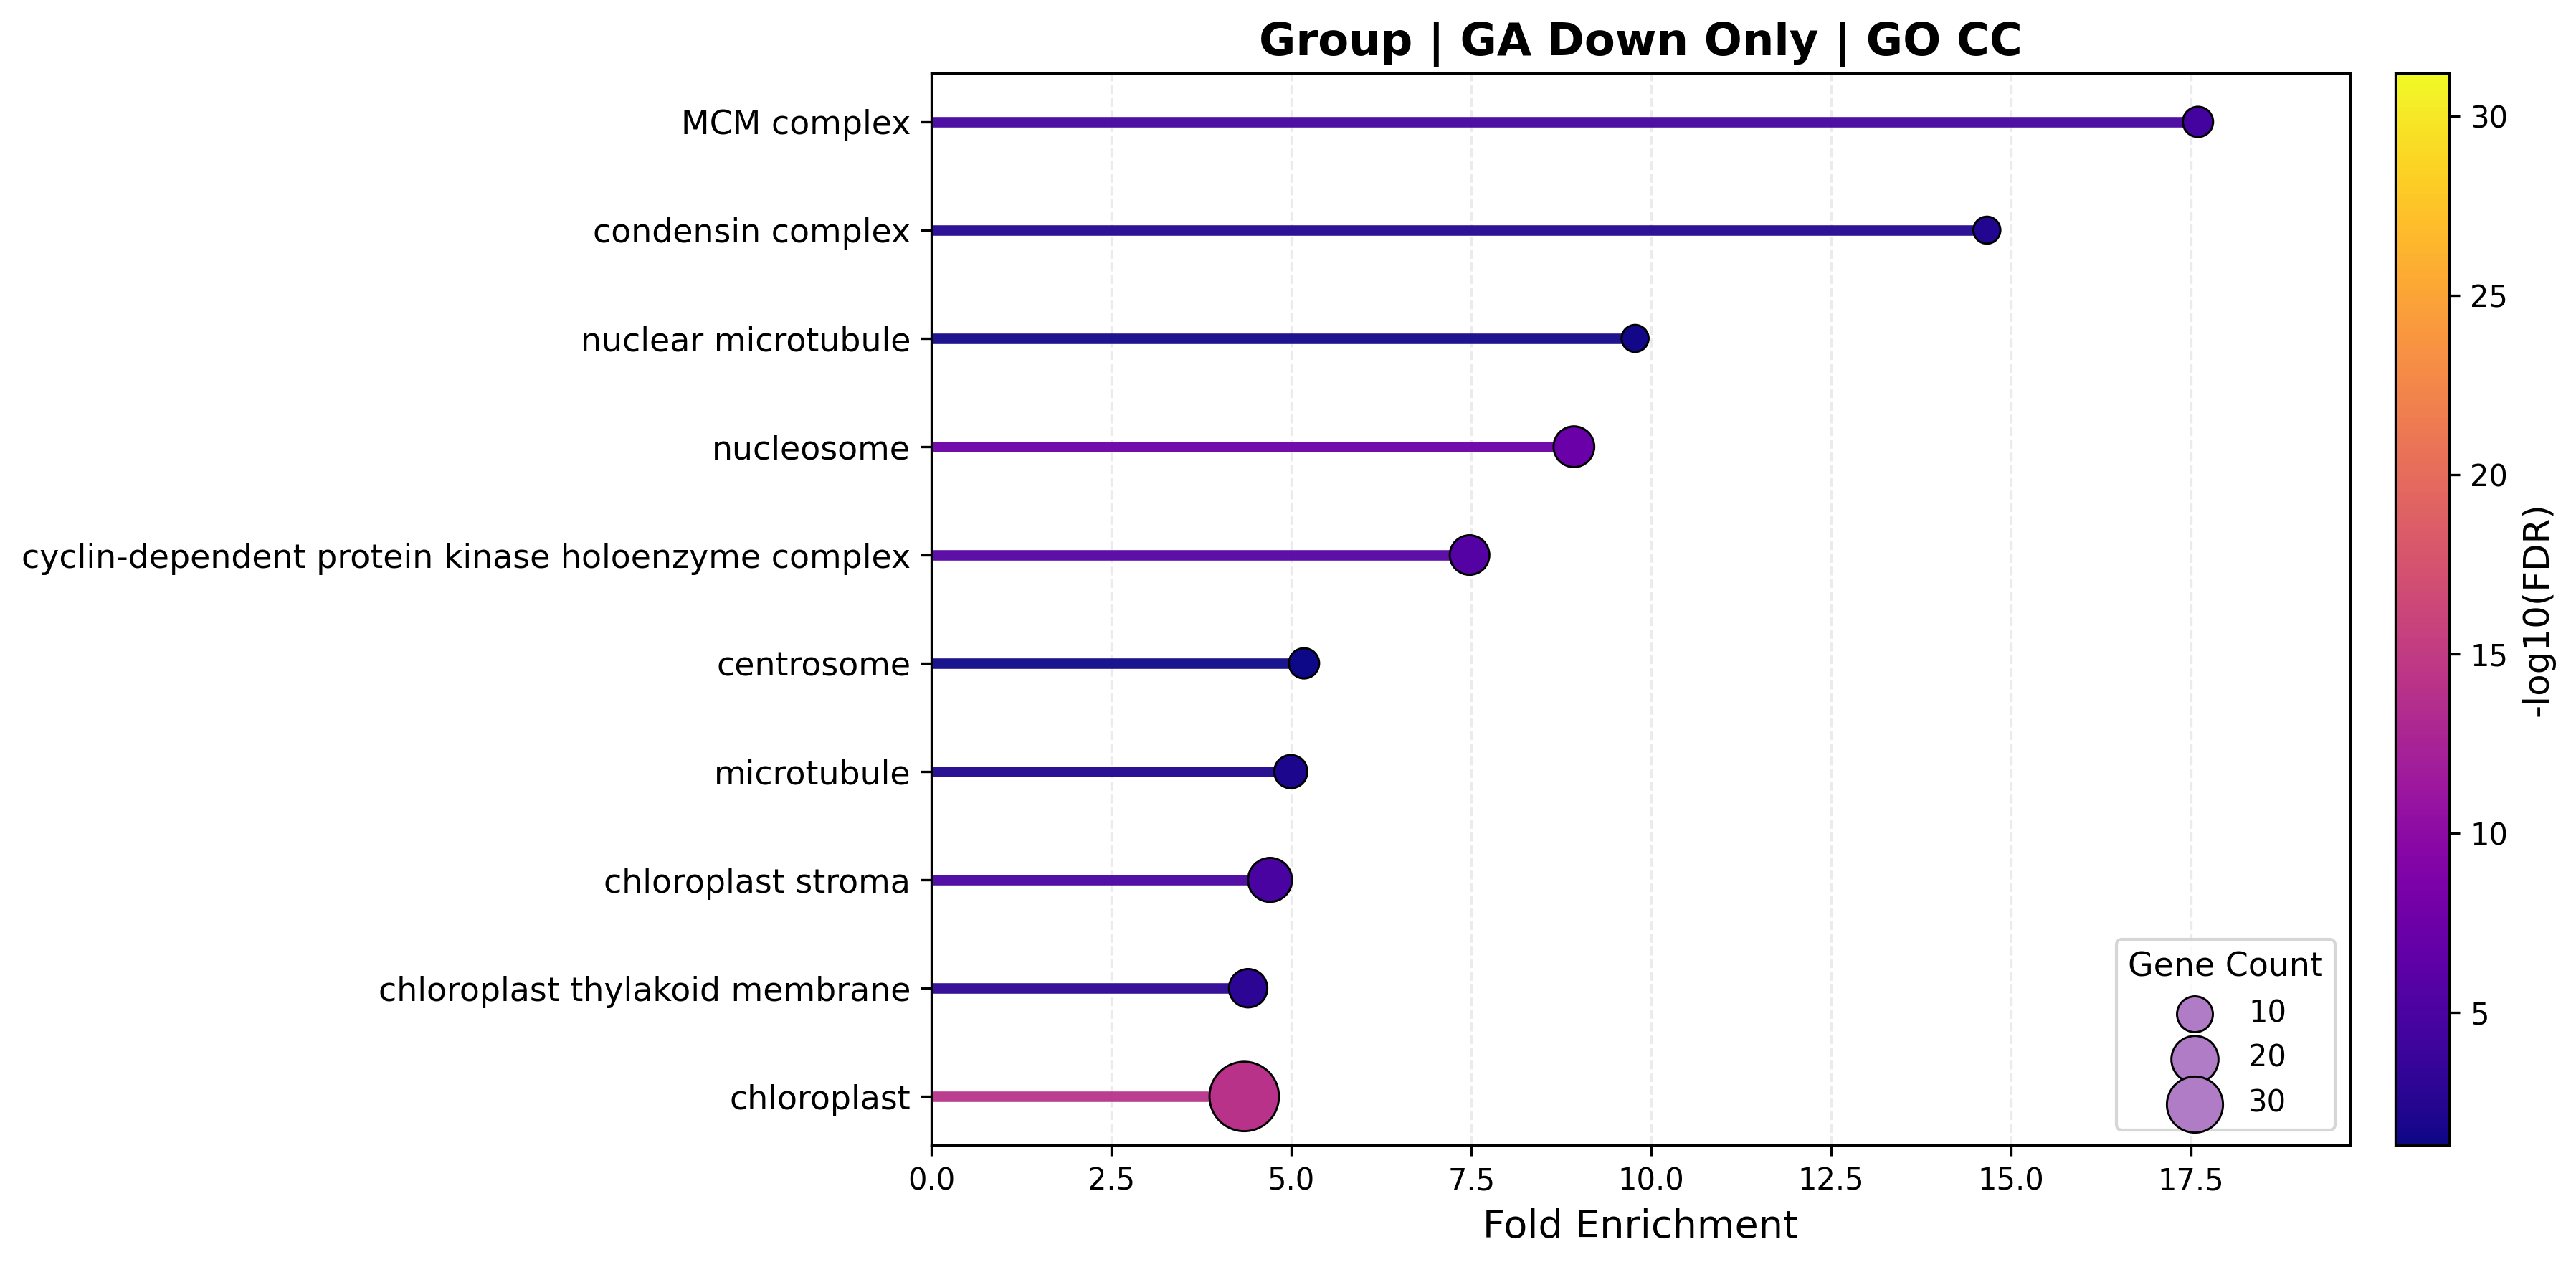 Group | GA Down Only | GO CC
MCM complex
condensin complex
nuclear microtubule
nucleosome
cyclin-dependent protein kinase holoenzyme complex
centrosome
microtubule
chloroplast stroma
chloroplast thylakoid membrane
chloroplast
0.0 2.5 5.0 7.5 10.0 12.5 15.0 17.5
Fold Enrichment
Gene Count
10
20
30
30
25
20
15
10
5
-log10(FDR)